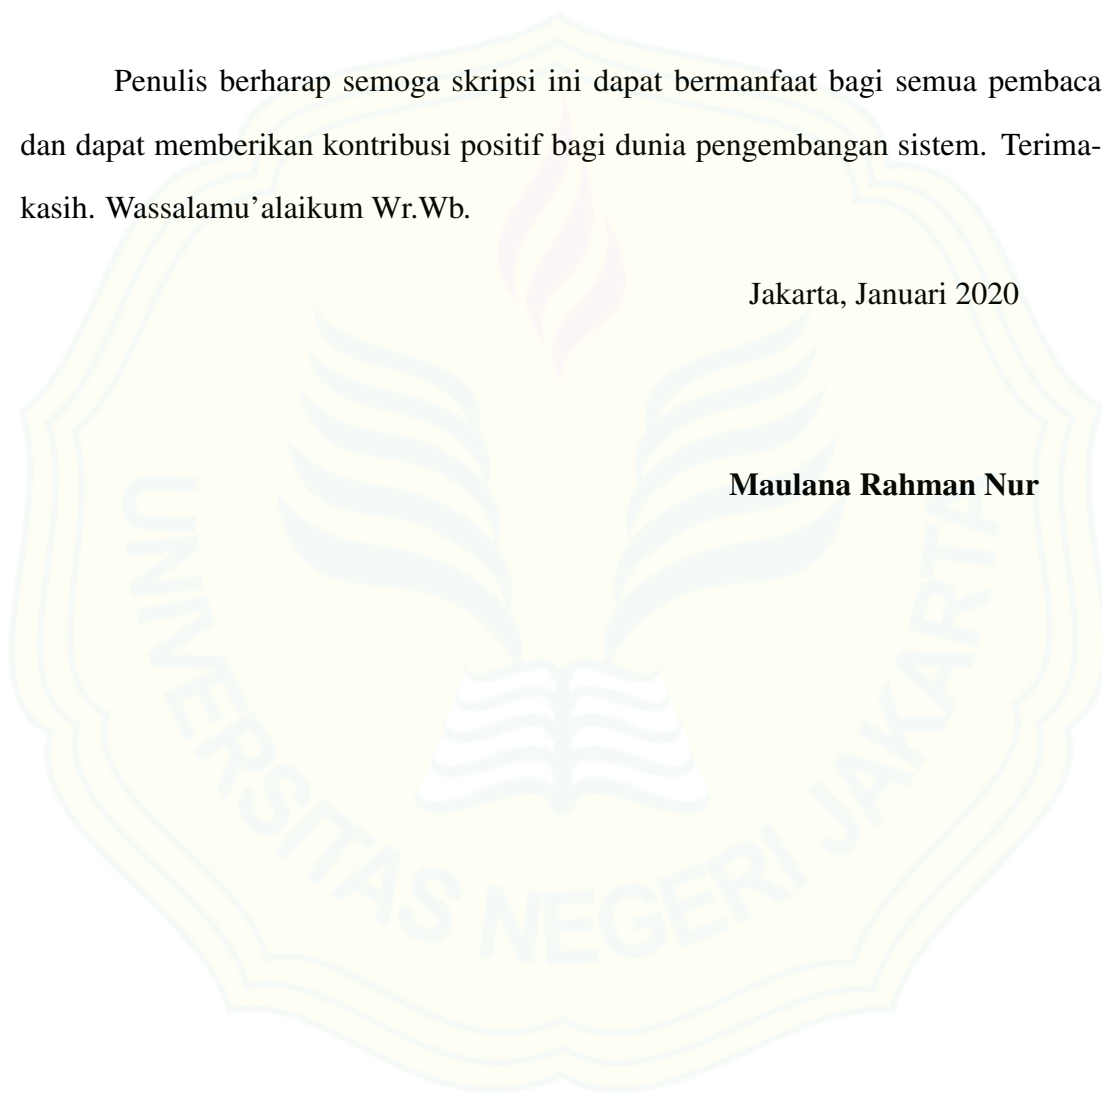 Penulis berharap semoga skripsi ini dapat bermanfaat bagi semua pembaca
dan dapat memberikan kontribusi positif bagi dunia pengembangan sistem. Terima-
kasih. Wassalamu’alaikum Wr.Wb.
Jakarta, Januari 2020
Maulana Rahman Nur
UNIVERSITAS NEGERI JAKARTA